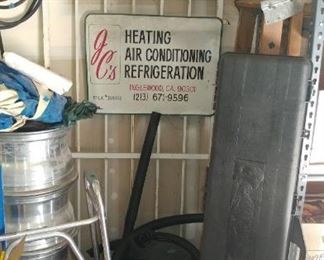 JC's
HEATING
AIR CONDITIONING
REFRIGERATION
INGLEWOOD, CA. 90301
(213) 671-9596